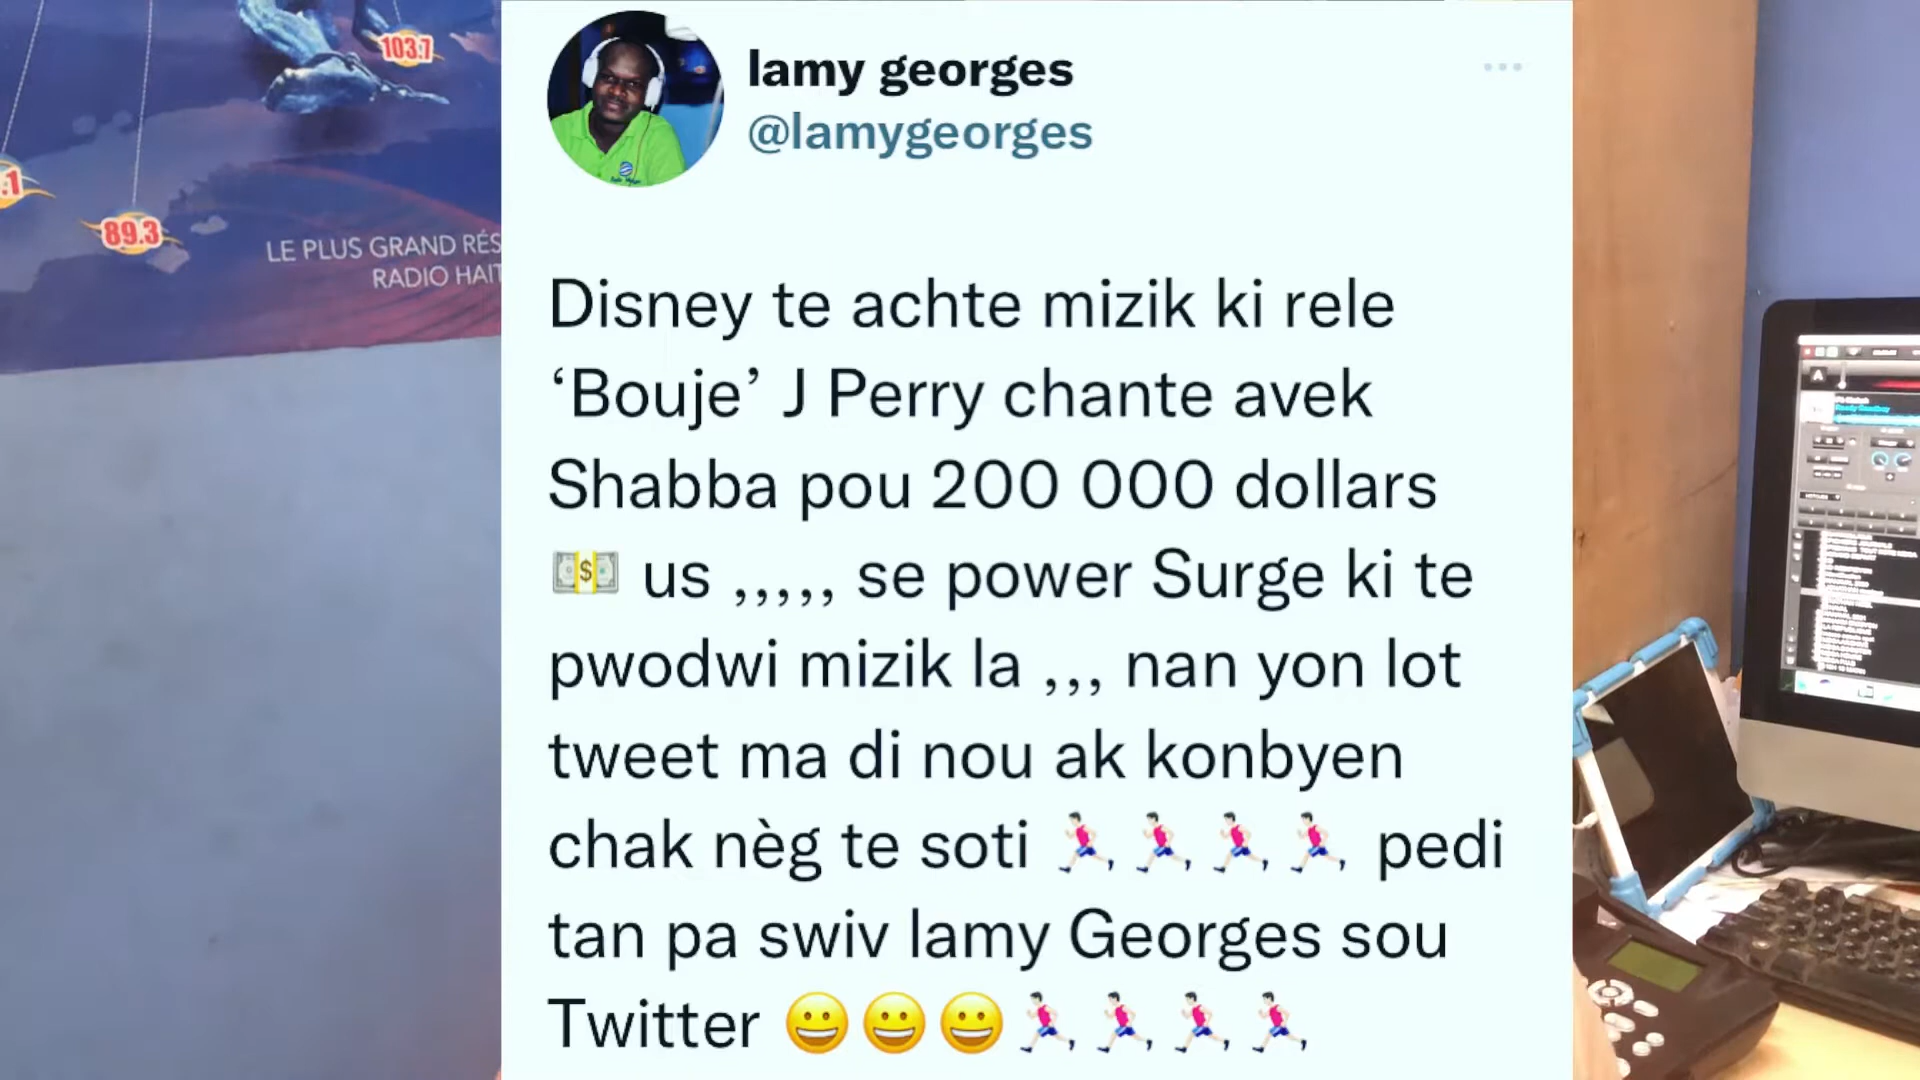 103.7
.1
89.3
LE PLUS GRAND RÉS
RADIO HAIT
lamy georges
@lamygeorges
Disney te achte mizik ki rele
‘Bouje’ J Perry chante avek
Shabba pou 200 000 dollars
💵 us ,,,,, se power Surge ki te
pwodwi mizik la ,,, nan yon lot
tweet ma di nou ak konbyen
chak nèg te soti 🏃🏻🏃🏻🏃🏻🏃🏻 pedi
tan pa swiv lamy Georges sou
Twitter 😀😀😀🏃🏻🏃🏻🏃🏻🏃🏻
A